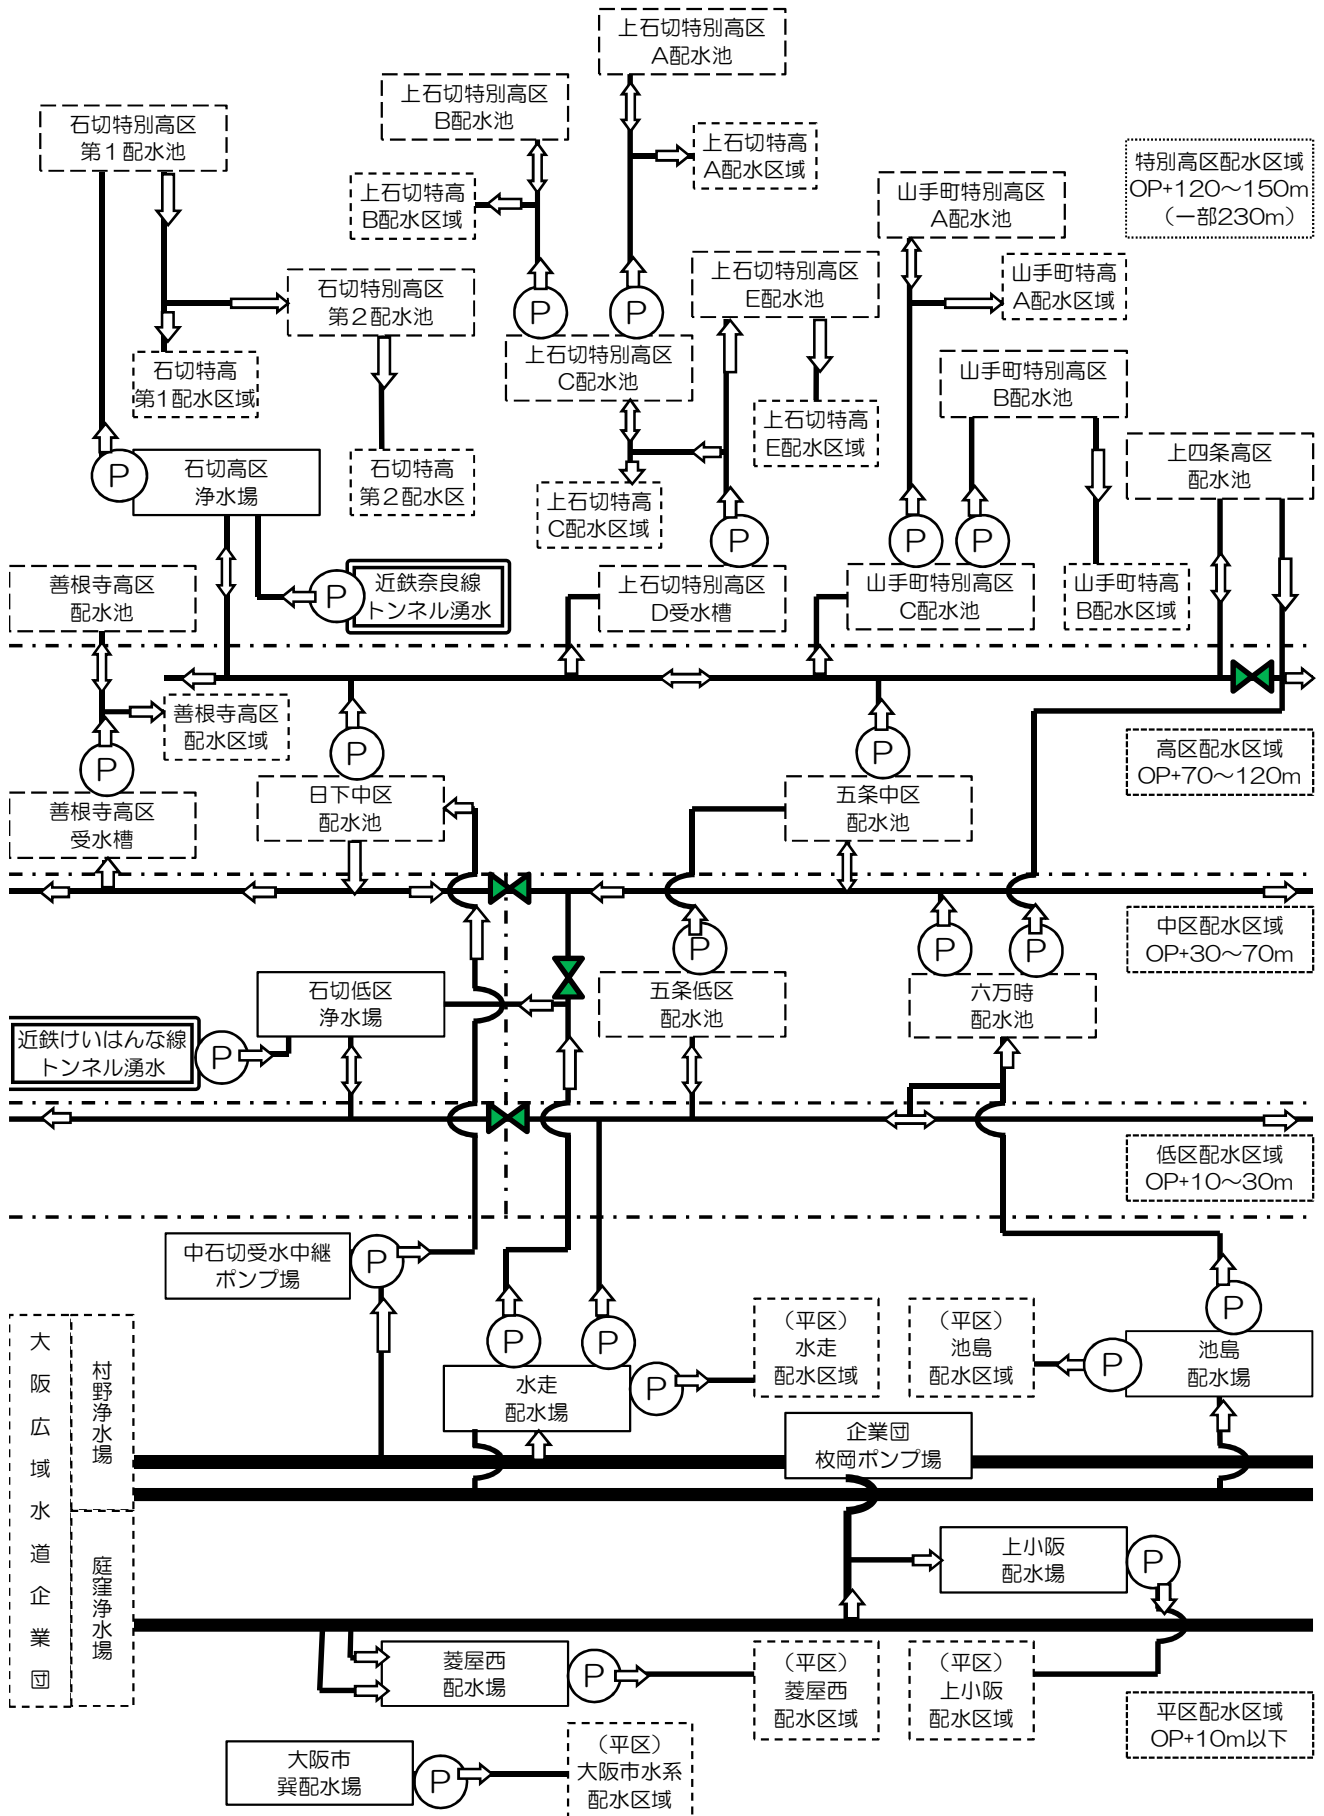 上石切特別高区
A配水池
上石切特別高区
B配水池
石切特別高区
第1配水池
上石切特高
A配水区域
特別高区配水区域
OP+120～150m
（一部230m）
上石切特高
B配水区域
山手町特別高区
A配水池
上石切特別高区
E配水池
山手町特高
A配水区域
石切特別高区
第2配水池
P
P
上石切特別高区
C配水池
石切特高
第1配水区域
山手町特別高区
B配水池
上石切特高
E配水区域
上四条高区
配水池
P
石切高区
浄水場
石切特高
第2配水区
上石切特高
C配水区域
P
P
P
善根寺高区
配水池
P
近鉄奈良線
トンネル湧水
上石切特別高区
D受水槽
山手町特別高区
C配水池
山手町特高
B配水区域
善根寺高区
配水区域
P
P
P
高区配水区域
OP+70～120m
善根寺高区
受水槽
日下中区
配水池
五条中区
配水池
中区配水区域
OP+30～70m
P
P
P
石切低区
浄水場
五条低区
配水池
六万時
配水池
近鉄けいはんな線
トンネル湧水
P
低区配水区域
OP+10～30m
中石切受水中継
ポンプ場
P
P
P
P
（平区）
水走
配水区域
（平区）
池島
配水区域
P
P
池島
配水場
水走
配水場
大阪広域水道企業団
村野浄水場
企業団
枚岡ポンプ場
庭窪浄水場
上小阪
配水場
P
菱屋西
配水場
P
（平区）
菱屋西
配水区域
（平区）
上小阪
配水区域
平区配水区域
OP+10m以下
大阪市
巽配水場
P
（平区）
大阪市水系
配水区域